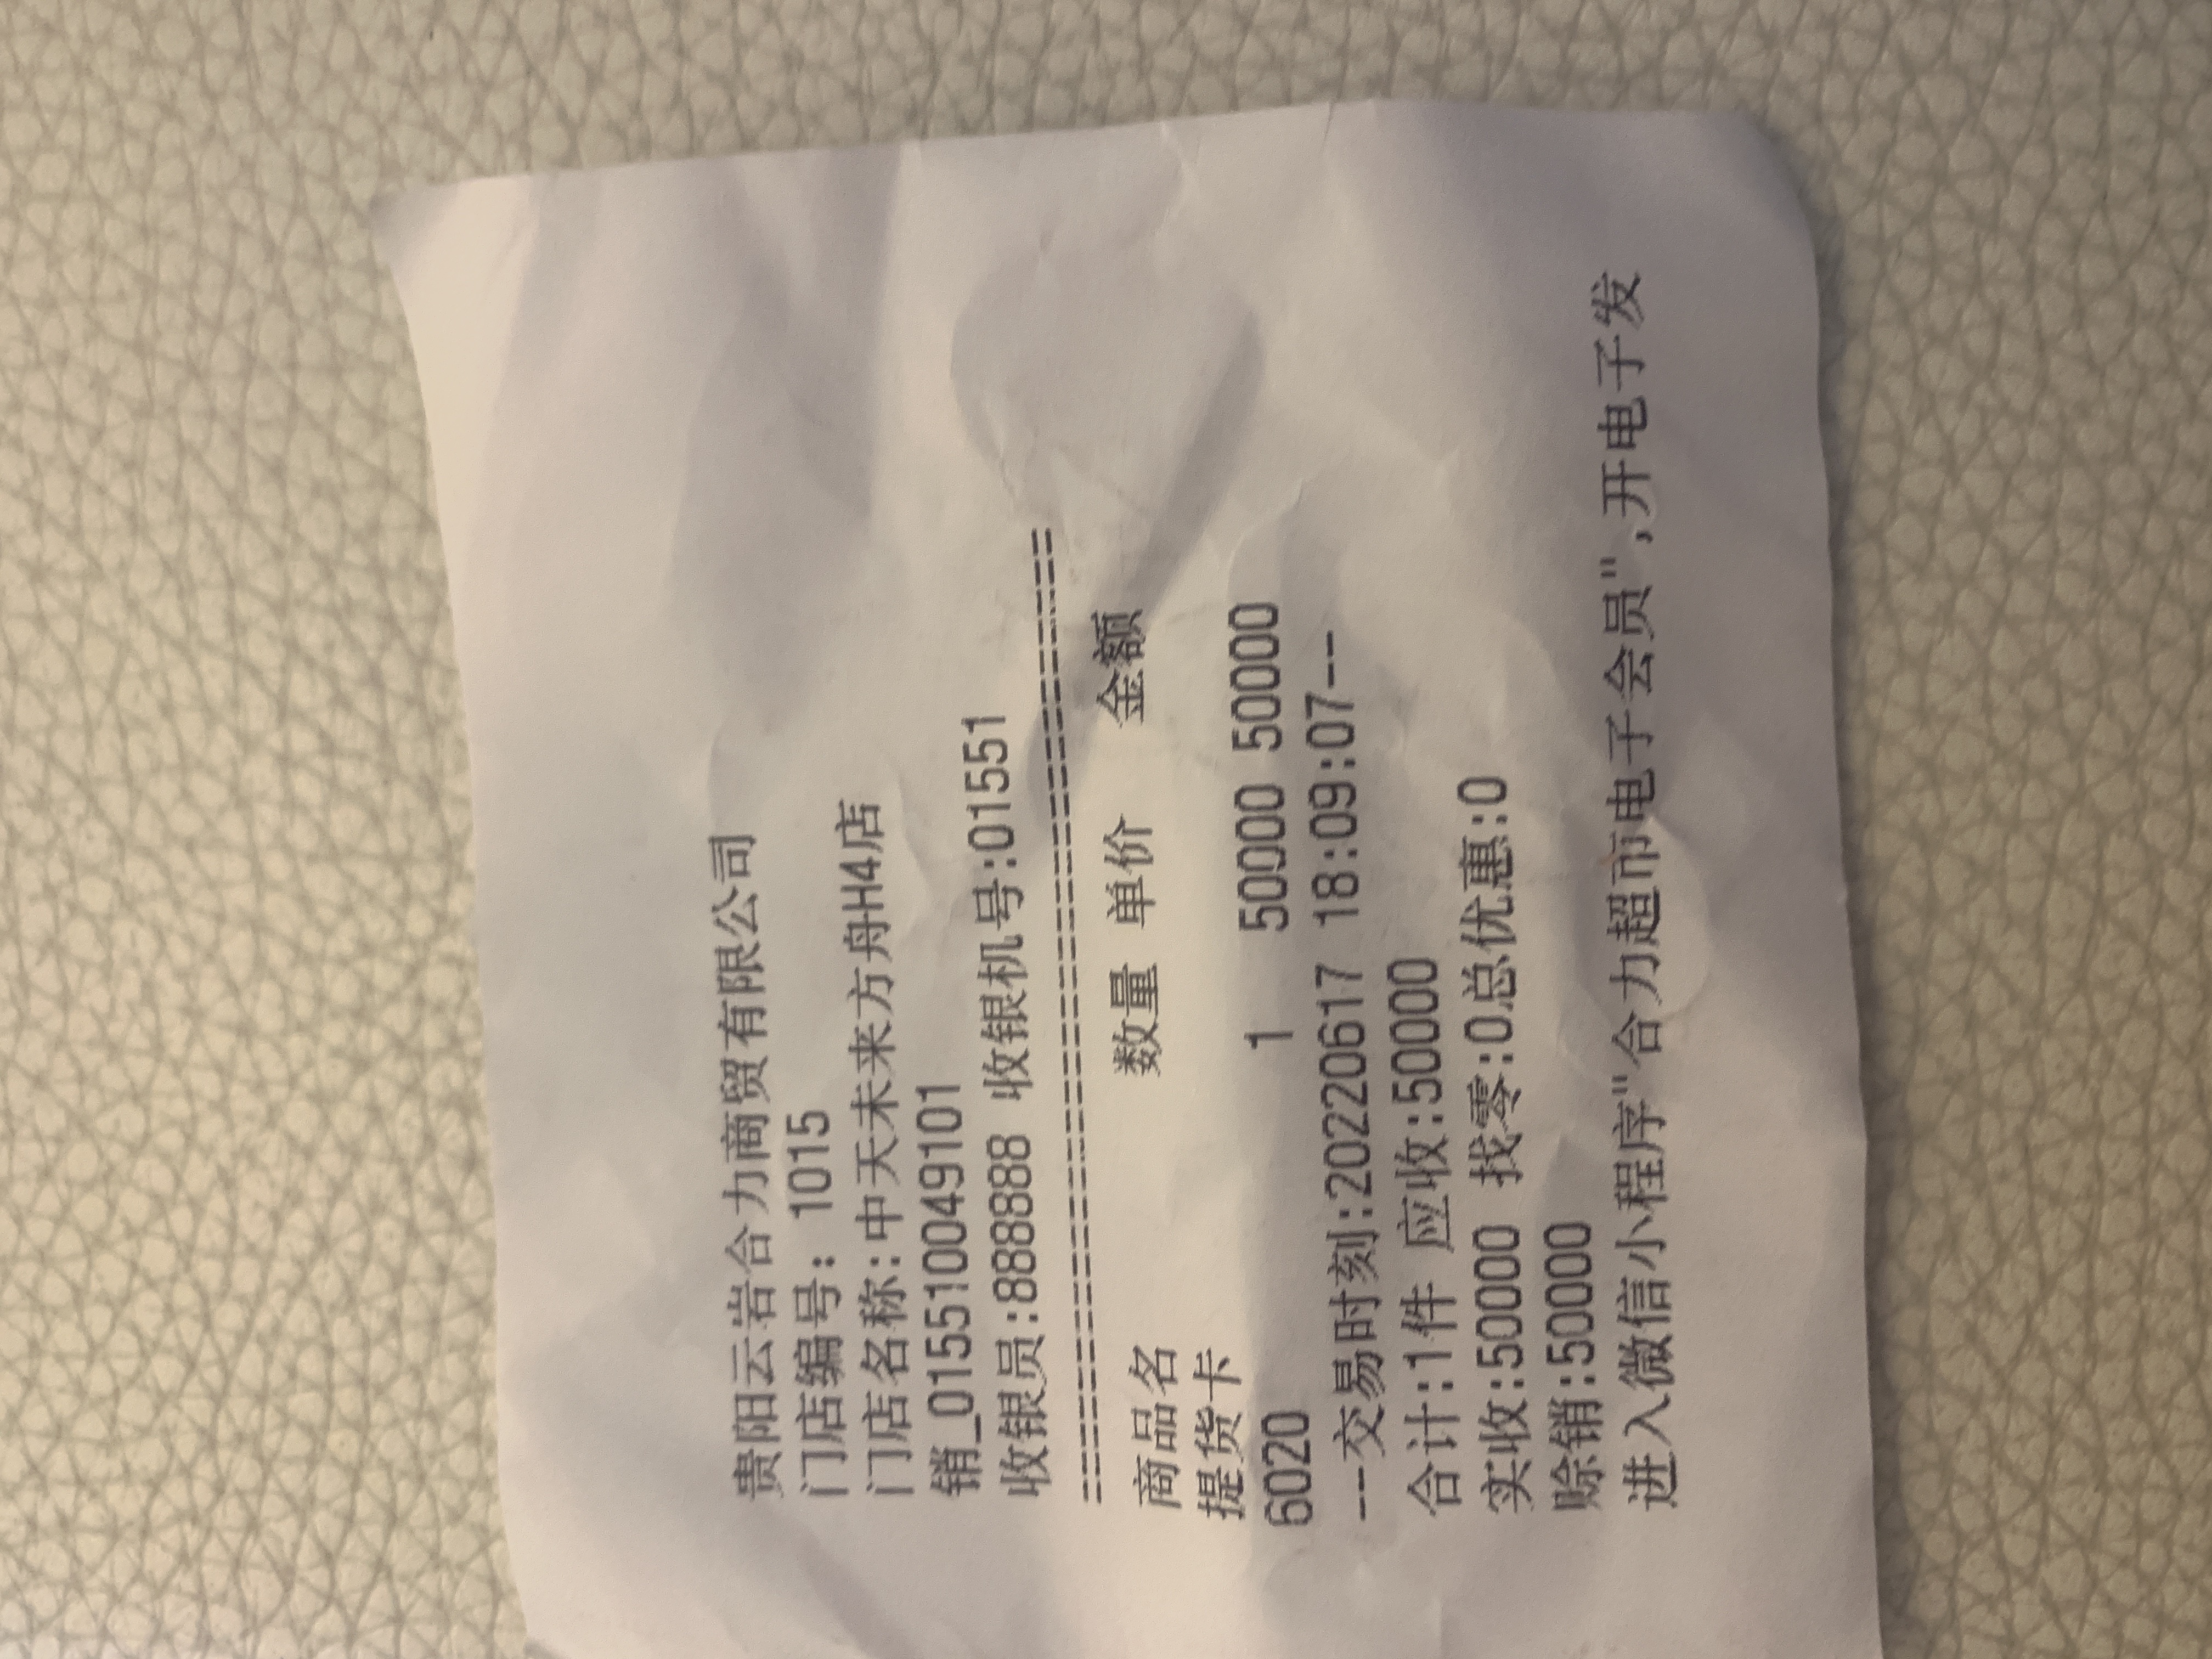 贵阳云岩合力商贸有限公司
门店编号: 1015
门店名称:中天未来方舟H4店
销_0155100491 01
收银员:888888 收银机号:01551
================================================
商品名 数量 单价 金额
提货卡
6020 1 50000 50000
---交易时刻:20220617 18:09:07---
合计:1件 应收:50000
实收:50000 找零:0总优惠:0
赊销:50000
进入微信小程序"合力超市电子会员",开电子发